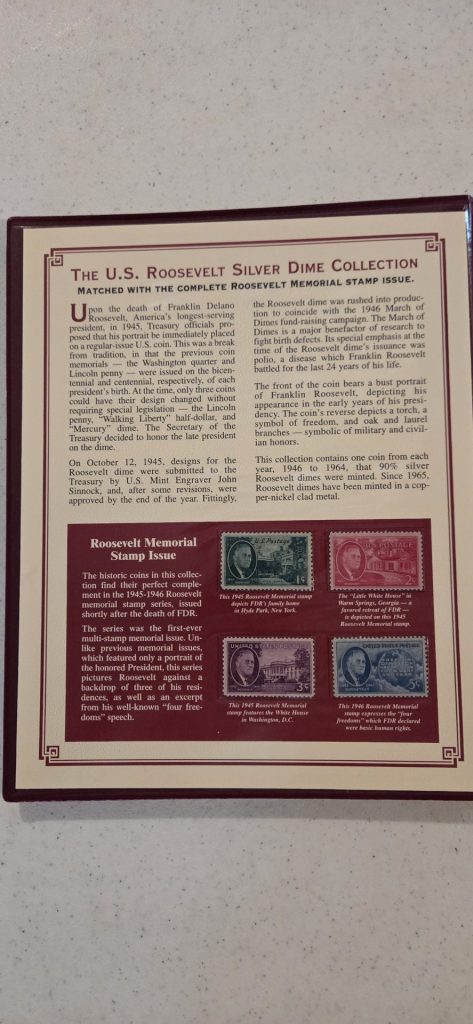 THE U.S. ROOSEVELT SILVER DIME COLLECTION
MATCHED WITH THE COMPLETE ROOSEVELT MEMORIAL STAMP ISSUE.
Upon the death of Franklin Delano
Roosevelt, America's longest-serving
president, in 1945, Treasury officials pro-
posed that his portrait be immediately placed
on a regular-issue U.S. coin. This was a break
from tradition, in that the previous coin
memorials — the Washington quarter and
Lincoln penny — were issued on the bicen-
tennial and centennial, respectively, of each
president's birth. At the time, only three coins
could have their design changed without
requiring special legislation — the Lincoln
penny, "Walking Liberty" half-dollar, and
"Mercury" dime. The Secretary of the
Treasury decided to honor the late president
on the dime.
On October 12, 1945, designs for the
Roosevelt dime were submitted to the
Treasury by U.S. Mint Engraver John
Sinnock, and, after some revisions, were
approved by the end of the year. Fittingly,
the Roosevelt dime was rushed into produc-
tion to coincide with the 1946 March of
Dimes fund-raising campaign. The March of
Dimes is a major benefactor of research to
fight birth defects. Its special emphasis at the
time of the Roosevelt dime's issuance was
polio, a disease which Franklin Roosevelt
battled for the last 24 years of his life.
The front of the coin bears a bust portrait
of Franklin Roosevelt, depicting his
appearance in the early years of his presi-
dency. The coin's reverse depicts a torch, a
symbol of freedom, and oak and laurel
branches — symbolic of military and civil-
ian honors.
This collection contains one coin from each
year, 1946 to 1964, that 90% silver
Roosevelt dimes were minted. Since 1965,
Roosevelt dimes have been minted in a cop-
per-nickel clad metal.
Roosevelt Memorial
Stamp Issue
The historic coins in this collec-
tion find their perfect comple-
ment in the 1945-1946 Roosevelt
memorial stamp series, issued
shortly after the death of FDR.
The series was the first-ever
multi-stamp memorial issue. Un-
like previous memorial issues,
which featured only a portrait of
the honored President, this series
pictures Roosevelt against a
backdrop of three of his resi-
dences, as well as an excerpt
from his well-known "four free-
doms" speech.
U.S. Postage
1¢
This 1945 Roosevelt Memorial stamp
depicts FDR's family home
in Hyde Park, New York.
2¢
The "Little White House" in
Warm Springs, Georgia — a
favored retreat of FDR —
is depicted on this 1945
Roosevelt Memorial stamp.
3¢
This 1945 Roosevelt Memorial
stamp features the White House
in Washington, D.C.
UNITED STATES POSTAGE
5¢
This 1946 Roosevelt Memorial
stamp expresses the "four
freedoms" which FDR declared
were basic human rights.